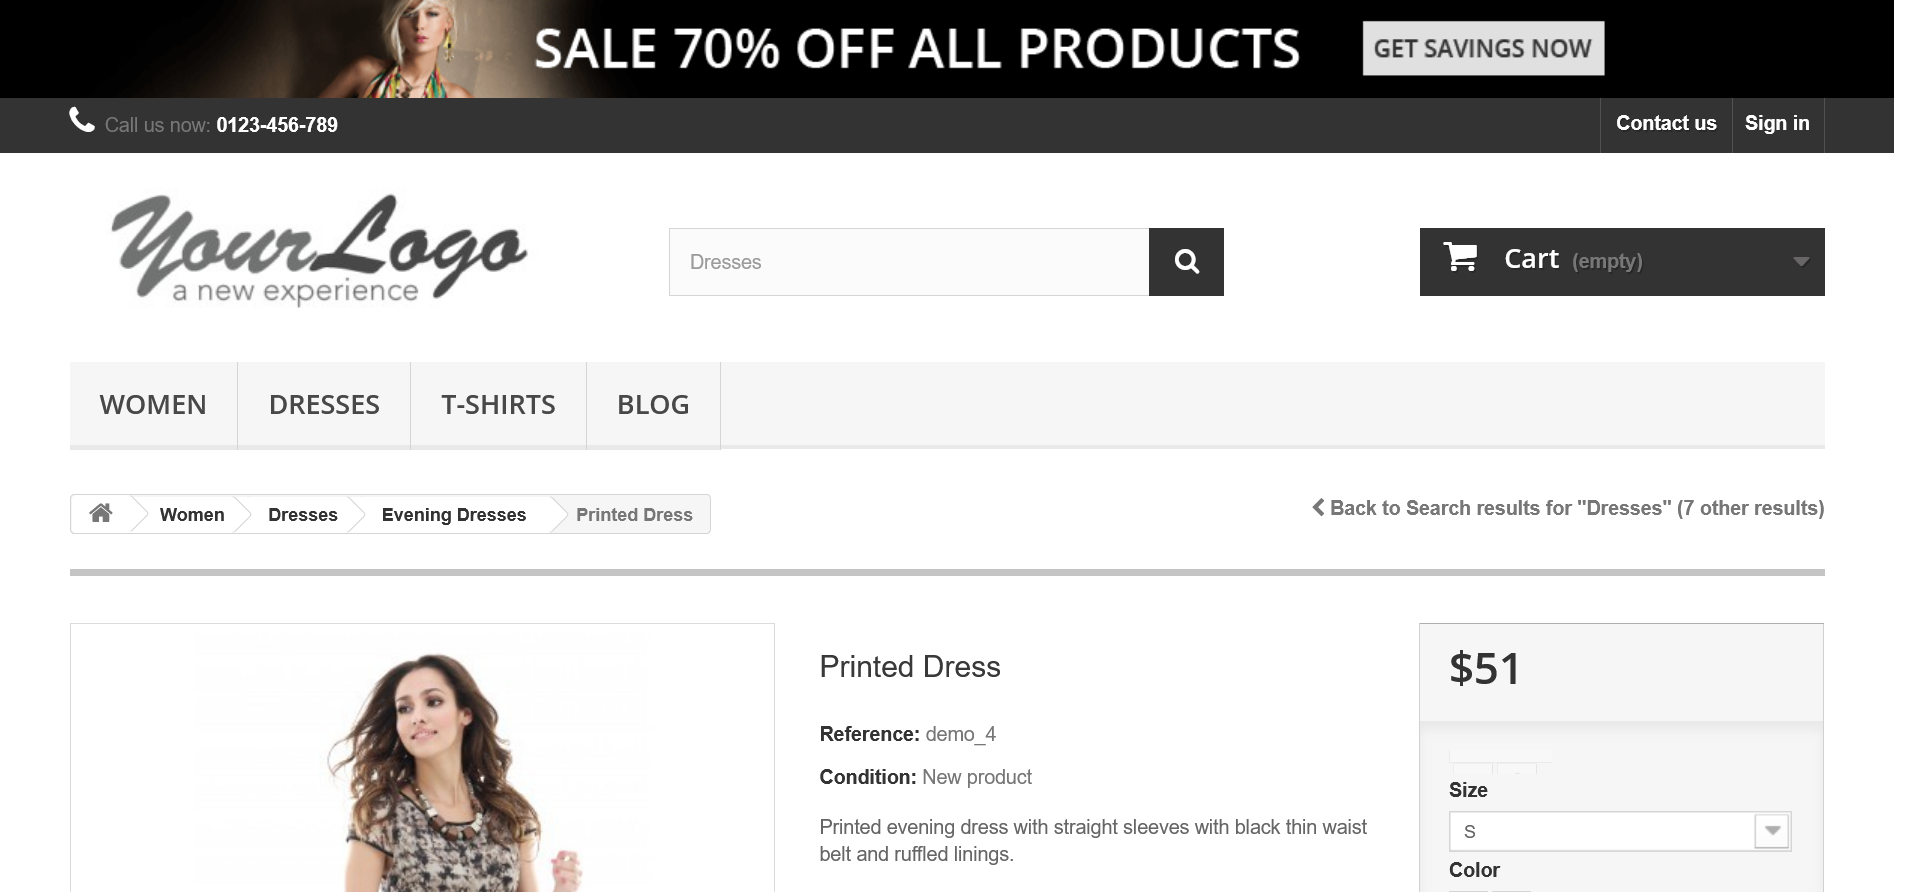 SALE 70% OFF ALL PRODUCTS
GET SAVINGS NOW
Call us now: 0123-456-789
Contact us
Sign in
YourLogo
a new experience
Dresses
Cart (empty)
WOMEN
DRESSES
T-SHIRTS
BLOG
Women
Dresses
Evening Dresses
Printed Dress
Back to Search results for "Dresses" (7 other results)
Printed Dress
Reference: demo_4
Condition: New product
Printed evening dress with straight sleeves with black thin waist
belt and ruffled linings.
$51
Size
S
Color